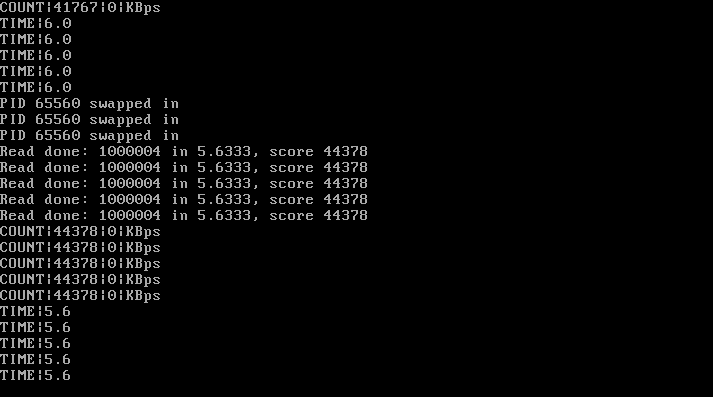 COUNT|41767|0|KBps
TIME|6.0
TIME|6.0
TIME|6.0
TIME|6.0
TIME|6.0
PID 65560 swapped in
PID 65560 swapped in
PID 65560 swapped in
Read done: 1000004 in 5.6333, score 44378
Read done: 1000004 in 5.6333, score 44378
Read done: 1000004 in 5.6333, score 44378
Read done: 1000004 in 5.6333, score 44378
Read done: 1000004 in 5.6333, score 44378
COUNT|44378|0|KBps
COUNT|44378|0|KBps
COUNT|44378|0|KBps
COUNT|44378|0|KBps
COUNT|44378|0|KBps
TIME|5.6
TIME|5.6
TIME|5.6
TIME|5.6
TIME|5.6